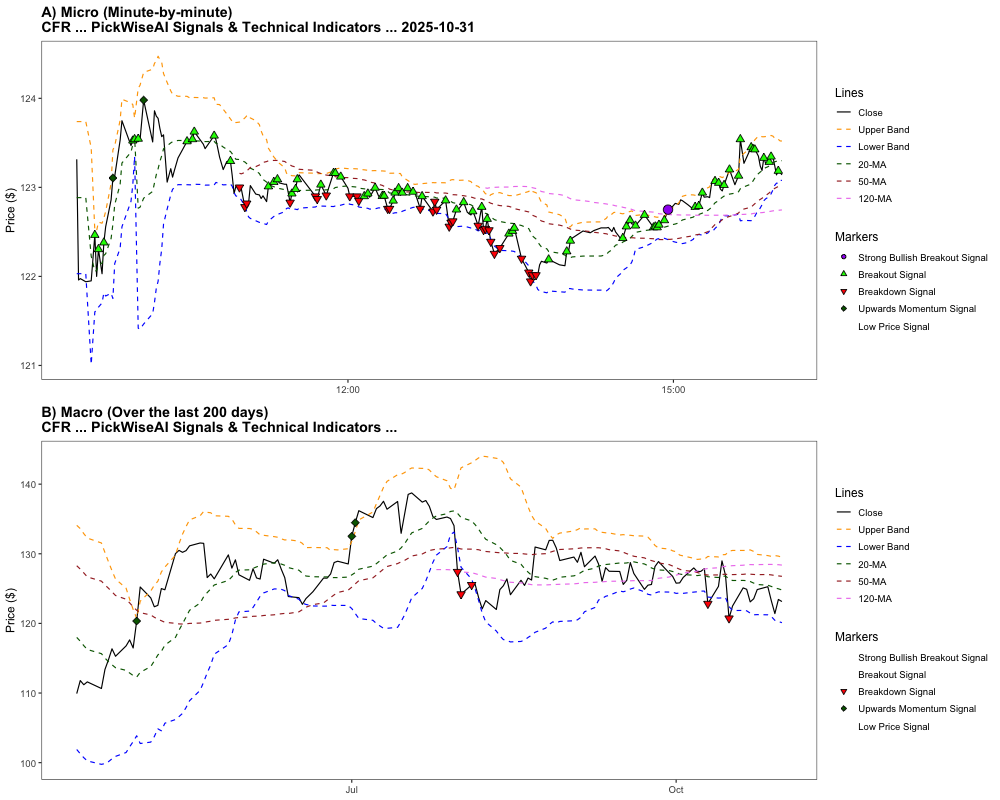 A) Micro (Minute-by-minute)
CFR ... PickWiseAI Signals & Technical Indicators ... 2025-10-31
Price ($)
124
123
122
121
12:00
15:00
Lines
Close
Upper Band
Lower Band
20-MA
50-MA
120-MA
Markers
Strong Bullish Breakout Signal
Breakout Signal
Breakdown Signal
Upwards Momentum Signal
Low Price Signal
B) Macro (Over the last 200 days)
CFR ... PickWiseAI Signals & Technical Indicators ...
Price ($)
140
130
120
110
100
Jul
Oct
Lines
Close
Upper Band
Lower Band
20-MA
50-MA
120-MA
Markers
Strong Bullish Breakout Signal
Breakout Signal
Breakdown Signal
Upwards Momentum Signal
Low Price Signal